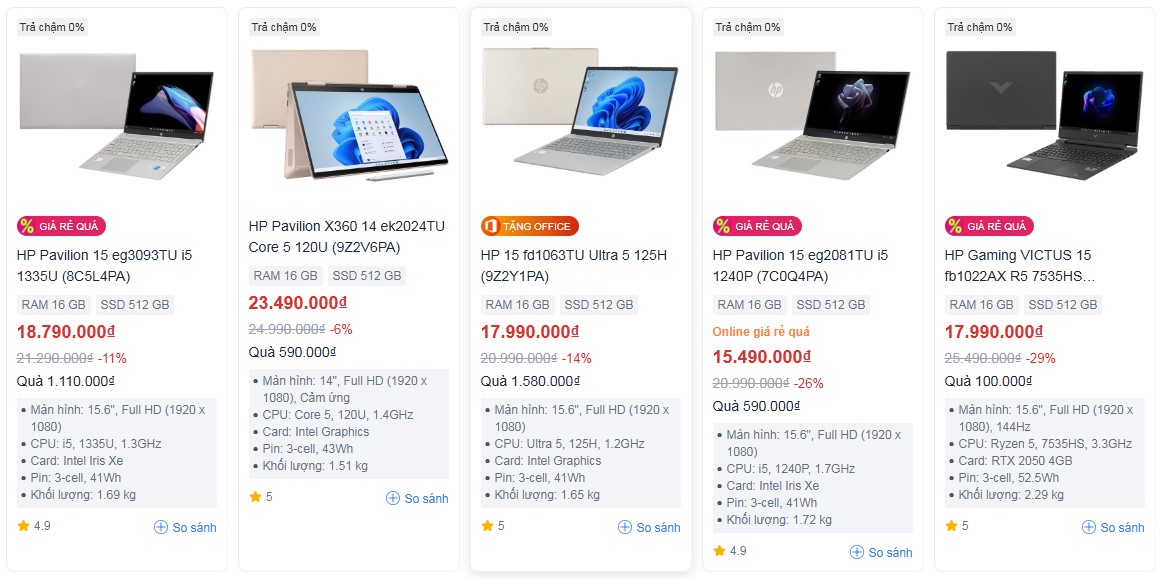 Trả chậm 0%
GIÁ RẺ QUÁ
HP Pavilion 15 eg3093TU i5
1335U (8C5L4PA)
RAM 16 GB SSD 512 GB
18.790.000₫
21.290.000₫ -11%
Quà 1.110.000₫
• Màn hình: 15.6", Full HD (1920 x
1080)
• CPU: i5, 1335U, 1.3GHz
• Card: Intel Iris Xe
• Pin: 3-cell, 41Wh
• Khối lượng: 1.69 kg
4.9 So sánh
Trả chậm 0%
HP Pavilion X360 14 ek2024TU
Core 5 120U (9Z2V6PA)
RAM 16 GB SSD 512 GB
23.490.000₫
24.990.000₫ -6%
Quà 590.000₫
• Màn hình: 14", Full HD (1920 x
1080), Cảm ứng
• CPU: Core 5, 120U, 1.4GHz
• Card: Intel Graphics
• Pin: 3-cell, 43Wh
• Khối lượng: 1.51 kg
5 So sánh
Trả chậm 0%
hp
TẶNG OFFICE
HP 15 fd1063TU Ultra 5 125H
(9Z2Y1PA)
RAM 16 GB SSD 512 GB
17.990.000₫
20.990.000₫ -14%
Quà 1.580.000₫
• Màn hình: 15.6", Full HD (1920 x
1080)
• CPU: Ultra 5, 125H, 1.2GHz
• Card: Intel Graphics
• Pin: 3-cell, 41Wh
• Khối lượng: 1.65 kg
5 So sánh
Trả chậm 0%
hp
GIÁ RẺ QUÁ
HP Pavilion 15 eg2081TU i5
1240P (7C0Q4PA)
RAM 16 GB SSD 512 GB
Online giá rẻ quá
15.490.000₫
20.990.000₫ -26%
Quà 590.000₫
• Màn hình: 15.6", Full HD (1920 x
1080)
• CPU: i5, 1240P, 1.7GHz
• Card: Intel Iris Xe
• Pin: 3-cell, 41Wh
• Khối lượng: 1.72 kg
4.9 So sánh
Trả chậm 0%
GIÁ RẺ QUÁ
HP Gaming VICTUS 15
fb1022AX R5 7535HS...
RAM 16 GB SSD 512 GB
17.990.000₫
25.490.000₫ -29%
Quà 100.000₫
• Màn hình: 15.6", Full HD (1920 x
1080), 144Hz
• CPU: Ryzen 5, 7535HS, 3.3GHz
• Card: RTX 2050 4GB
• Pin: 3-cell, 52.5Wh
• Khối lượng: 2.29 kg
5 So sánh